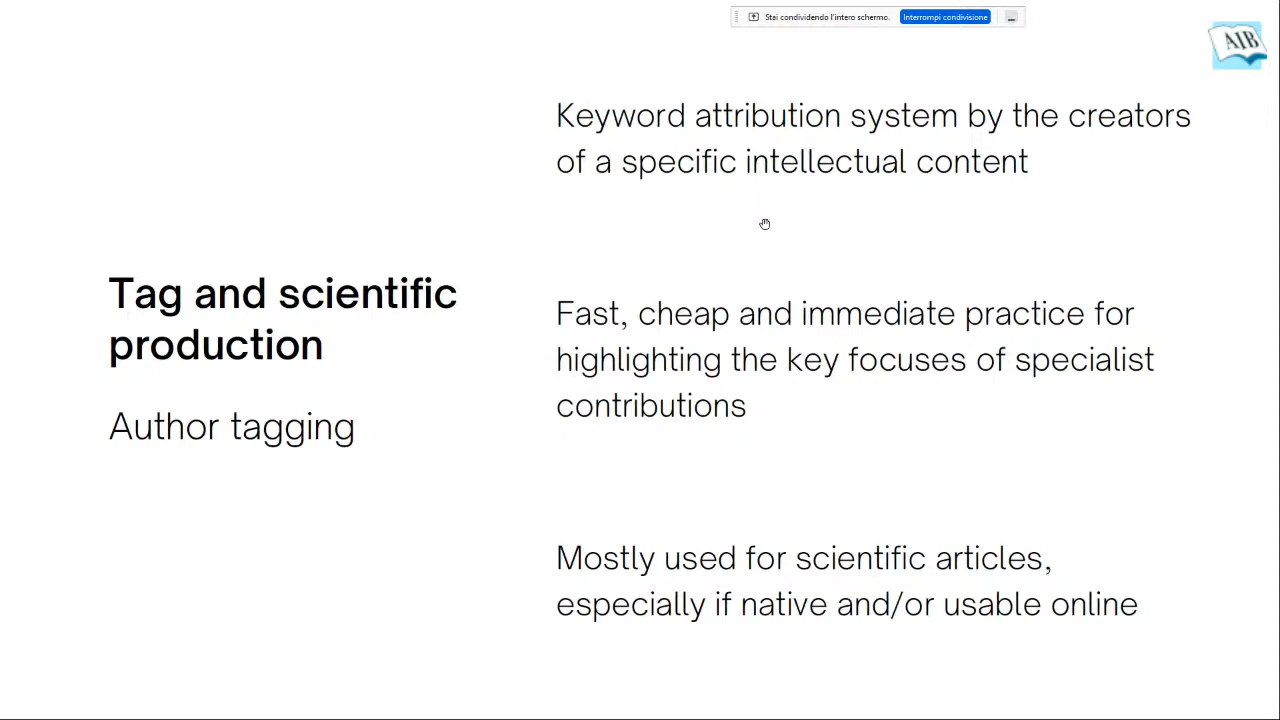 Stai condividendo l'intero schermo. Interrompi condivisione
AIB
Keyword attribution system by the creators
of a specific intellectual content
Tag and scientific
production
Author tagging
Fast, cheap and immediate practice for
highlighting the key focuses of specialist
contributions
Mostly used for scientific articles,
especially if native and/or usable online